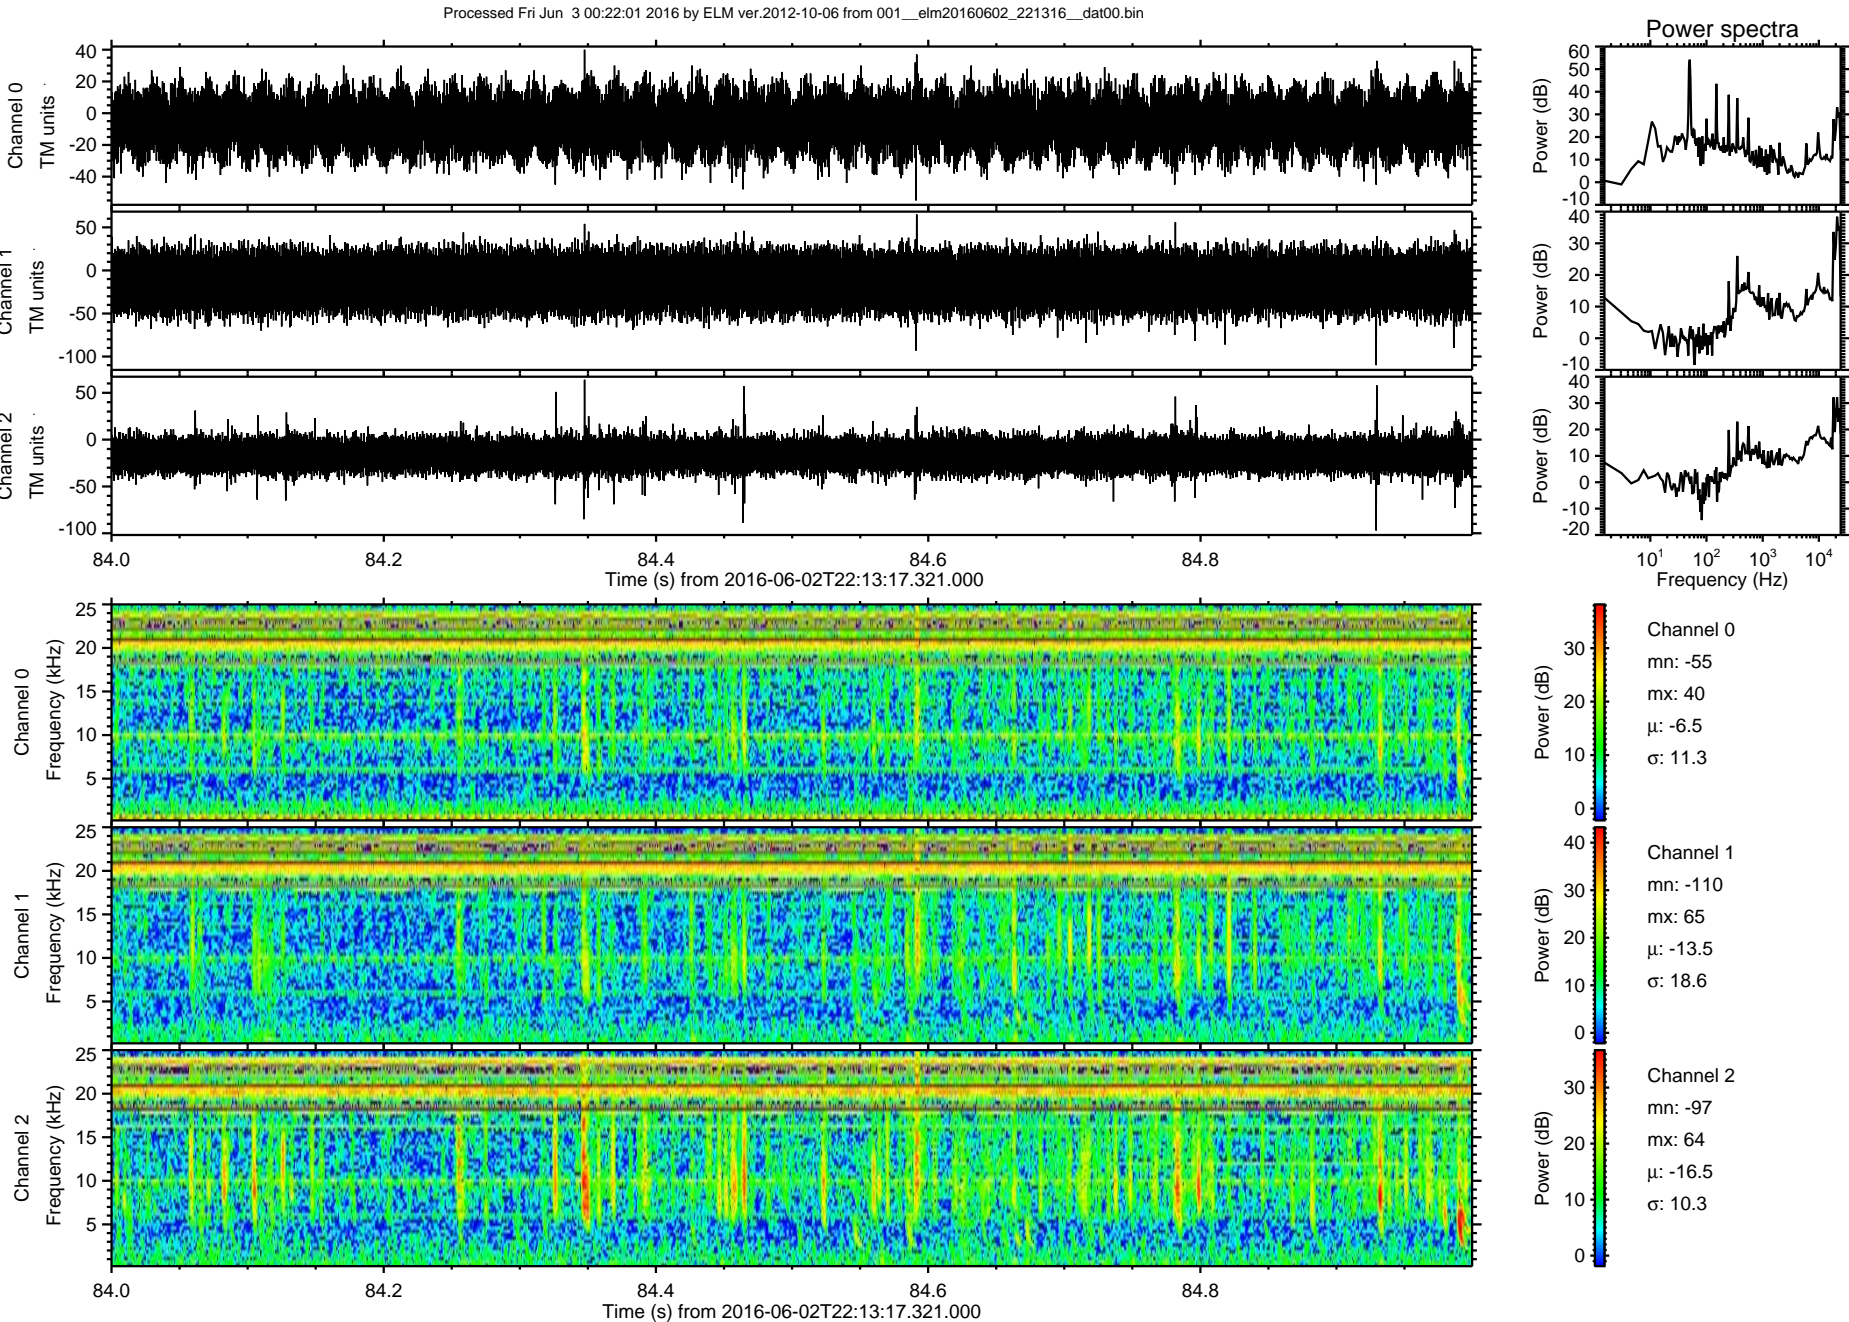 Processed Fri Jun 3 00:22:01 2016 by ELM ver.2012-10-06 from 001__elm20160602_221316__dat00.bin
Power spectra
Channel 0
TM units
40
20
0
-20
-40
Power (dB)
60
50
40
30
20
10
0
-10
Channel 1
TM units
50
0
-50
-100
Power (dB)
40
30
20
10
0
-10
Channel 2
TM units
50
0
-50
-100
Power (dB)
40
30
20
10
0
-10
-20
84.0 84.2 84.4 84.6 84.8
Time (s) from 2016-06-02T22:13:17.321.000
10^1 10^2 10^3 10^4
Frequency (Hz)
Channel 0
Frequency (kHz)
25
20
15
10
5
Power (dB)
30
20
10
0
Channel 0
mn: -55
mx: 40
μ: -6.5
σ: 11.3
Channel 1
Frequency (kHz)
25
20
15
10
5
Power (dB)
40
30
20
10
0
Channel 1
mn: -110
mx: 65
μ: -13.5
σ: 18.6
Channel 2
Frequency (kHz)
25
20
15
10
5
Power (dB)
30
20
10
0
Channel 2
mn: -97
mx: 64
μ: -16.5
σ: 10.3
84.0 84.2 84.4 84.6 84.8
Time (s) from 2016-06-02T22:13:17.321.000